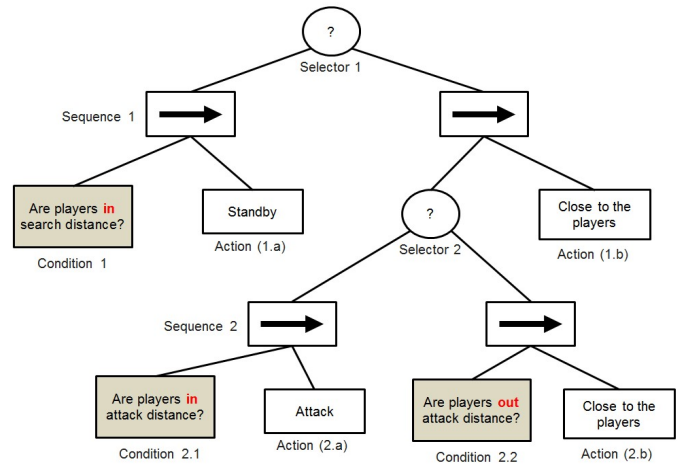 ?
Selector 1
Sequence 1
Are players in
search distance?
Condition 1
Standby
Action (1.a)
?
Selector 2
Close to the
players
Action (1.b)
Sequence 2
Are players in
attack distance?
Condition 2.1
Attack
Action (2.a)
Are players out
attack distance?
Condition 2.2
Close to the
players
Action (2.b)